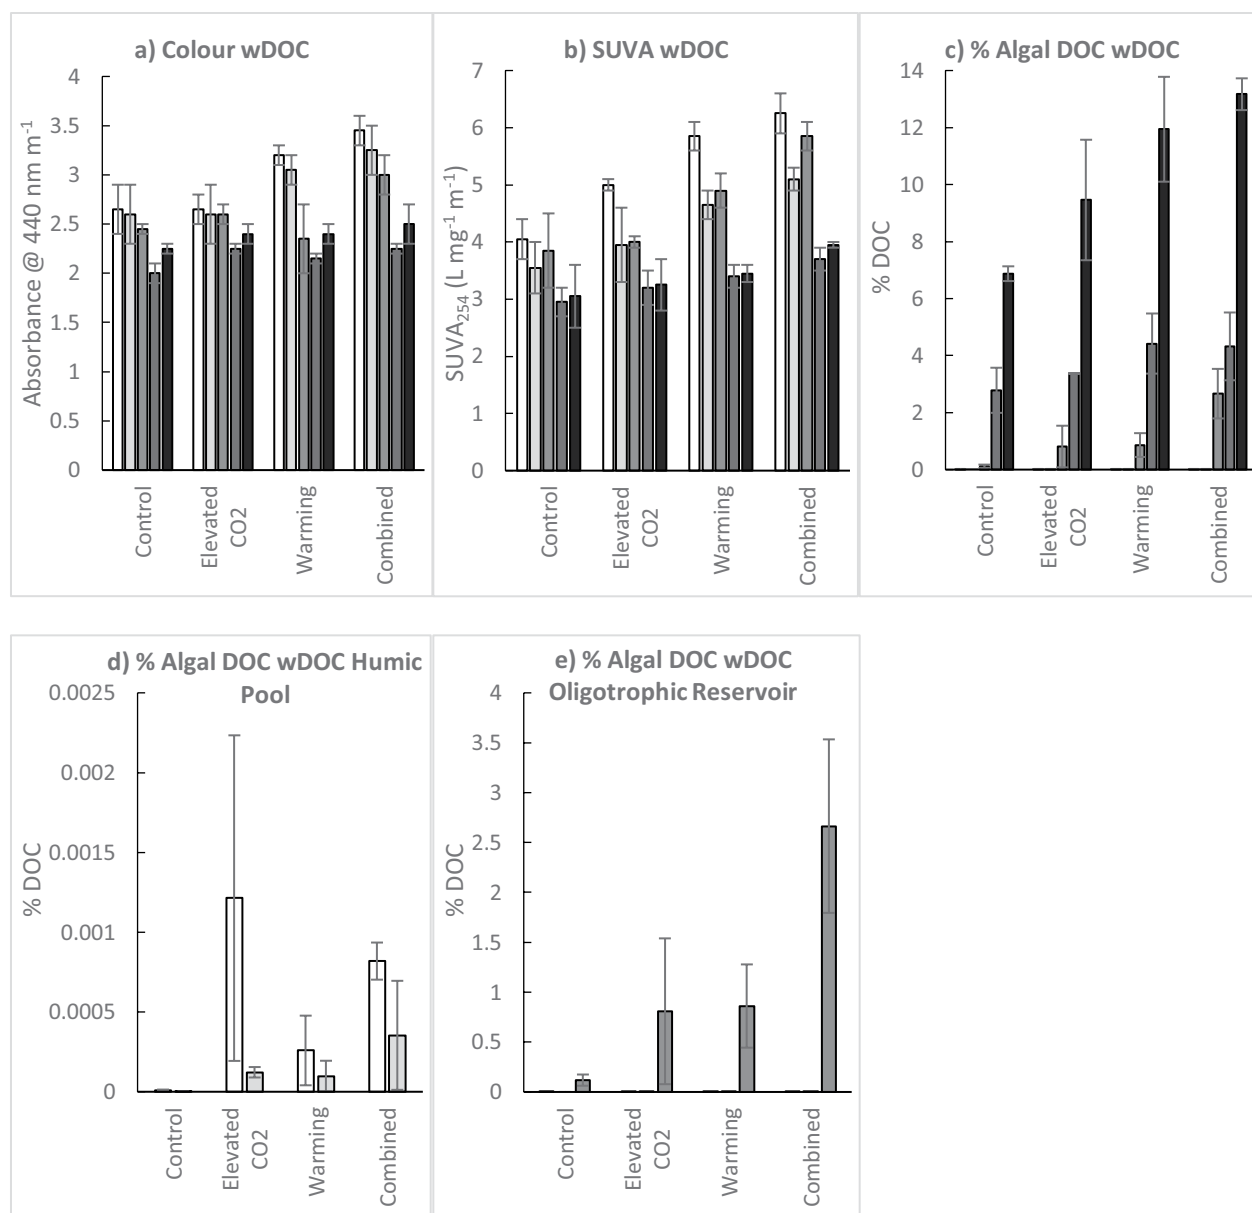 a) Colour wDOC
Absorbance @ 440 nm m⁻¹
4
3.5
3
2.5
2
1.5
1
0.5
0
Control
Elevated
CO2
Warming
Combined
b) SUVA wDOC
SUVA₂₅₄ (L mg⁻¹ m⁻¹)
7
6
5
4
3
2
1
0
Control
Elevated
CO2
Warming
Combined
c) % Algal DOC wDOC
% DOC
14
12
10
8
6
4
2
0
Control
Elevated
CO2
Warming
Combined
d) % Algal DOC wDOC Humic
Pool
% DOC
0.0025
0.002
0.0015
0.001
0.0005
0
Control
Elevated
CO2
Warming
Combined
e) % Algal DOC wDOC
Oligotrophic Reservoir
% DOC
4
3.5
3
2.5
2
1.5
1
0.5
0
Control
Elevated
CO2
Warming
Combined